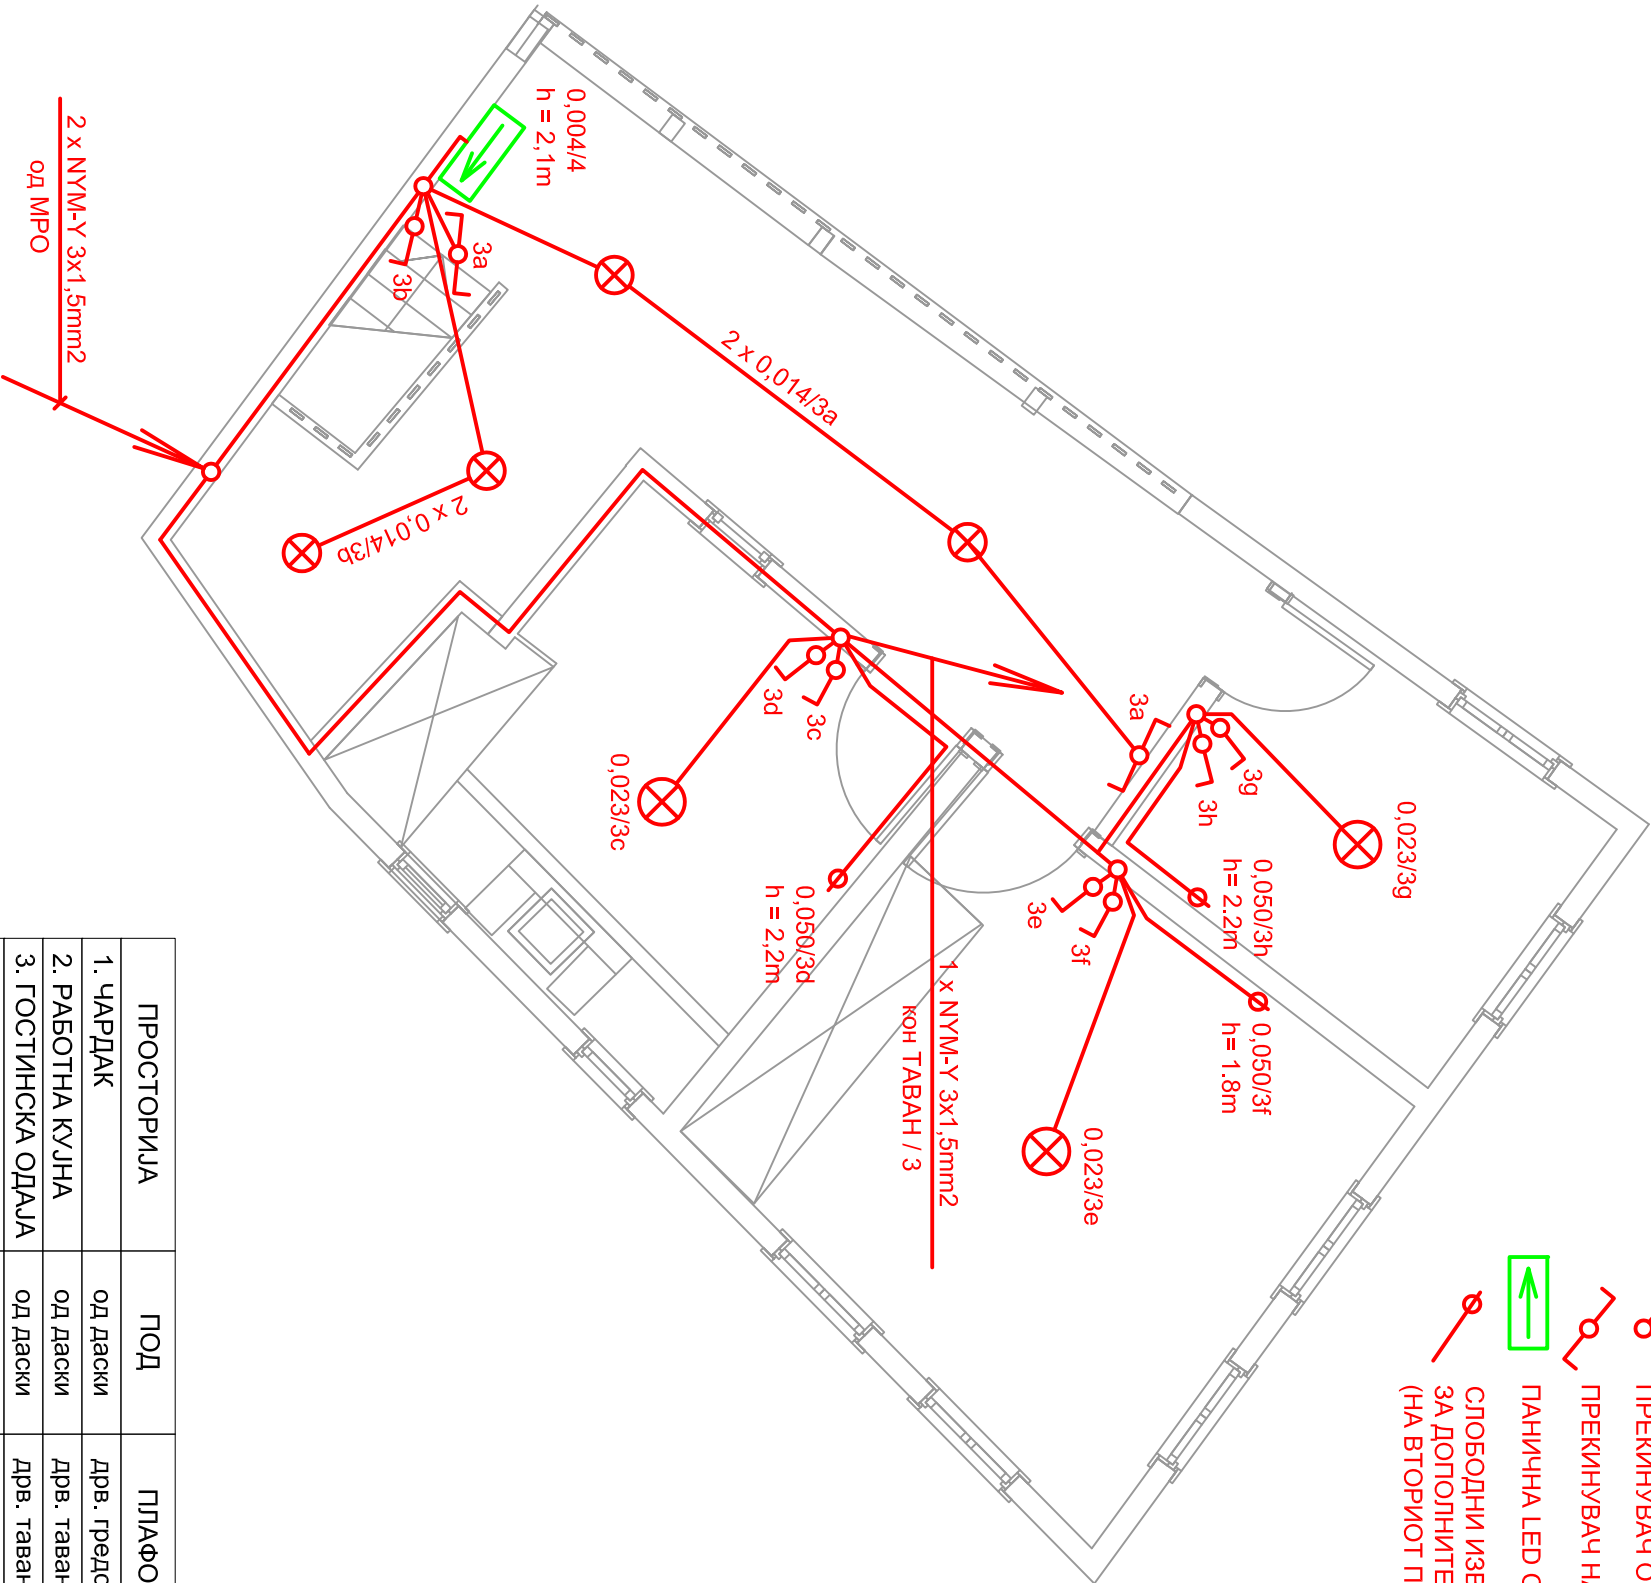 0,004/4
h = 2,1m
2 x NYM-Y 3x1,5mm2
од МРО
3a
3b
2 x 0,014/3a
2 x 0,014/3b
3d
3c
0,023/3c
0,050/3d
h = 2,2m
3a
3g
3h
0,023/3g
0,050/3h
h= 2.2m
3e
3f
0,050/3f
h= 1.8m
0,023/3e
1 x NYM-Y 3x1,5mm2
кон ТАВАН / 3
ПРЕКИНУВАЧ
ПРЕКИНУВАЧ
ПАНИЧНА LED
СЛОБОДНИ
ЗА
(НА ВТОРИОТ
ПРОСТОРИЈА ПОД
1. ЧАРДАК од даски дрв.
2. РАБОТНА КУЈНА од даски дрв.
3. ГОСТИНСКА ОДАЈА од даски дрв.